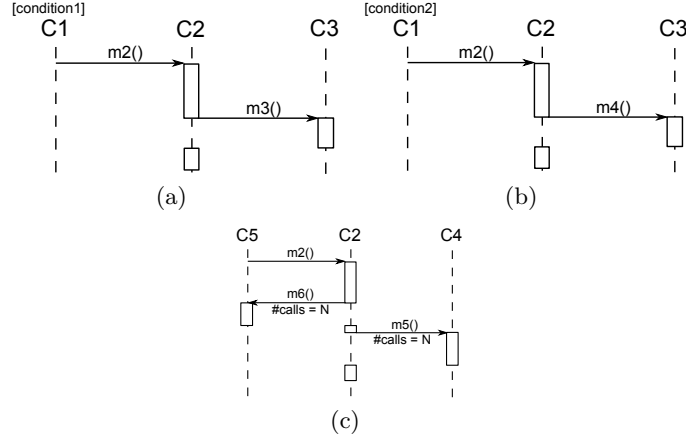 [condition1]
C1 C2 C3
m2()
m3()
(a)
[condition2]
C1 C2 C3
m2()
m4()
(b)
C5 C2 C4
m2()
m6()
#calls = N
m5()
#calls = N
(c)